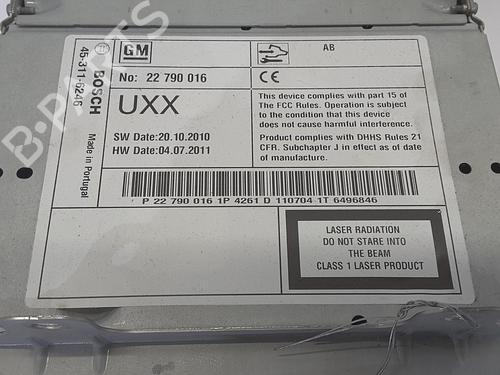 GM
AB
No: 22 790 016
CE
UXX
This device complies with part 15 of
The FCC Rules. Operation is subject
to the condition that this device
does not cause harmful interference.
SW Date:20.10.2010
HW Date:04.07.2011
Product complies with DHHS Rules 21
CFR. Subchapter J in effect as of date
of manufacture.
P 22 790 016 1P 4261 D 110704 1T 6496846
LASER RADIATION
DO NOT STARE INTO
THE BEAM
CLASS 1 LASER PRODUCT
45-311-6246
BOSCH
Made in Portugal
B-PARTS